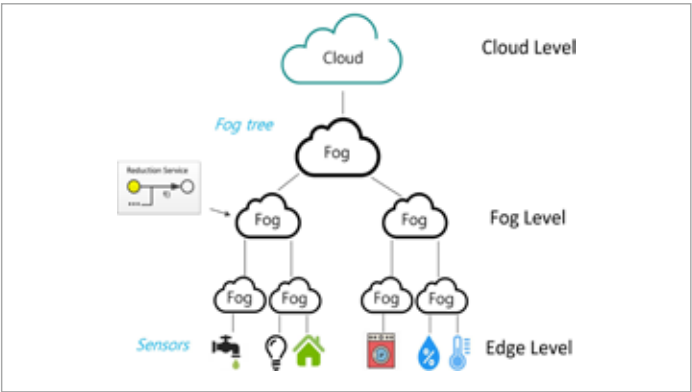 Cloud
Cloud Level
Fog tree
Fog
Reduction Service
f()
Fog
Fog
Fog Level
Fog
Fog
Fog
Fog
Sensors
%
Edge Level